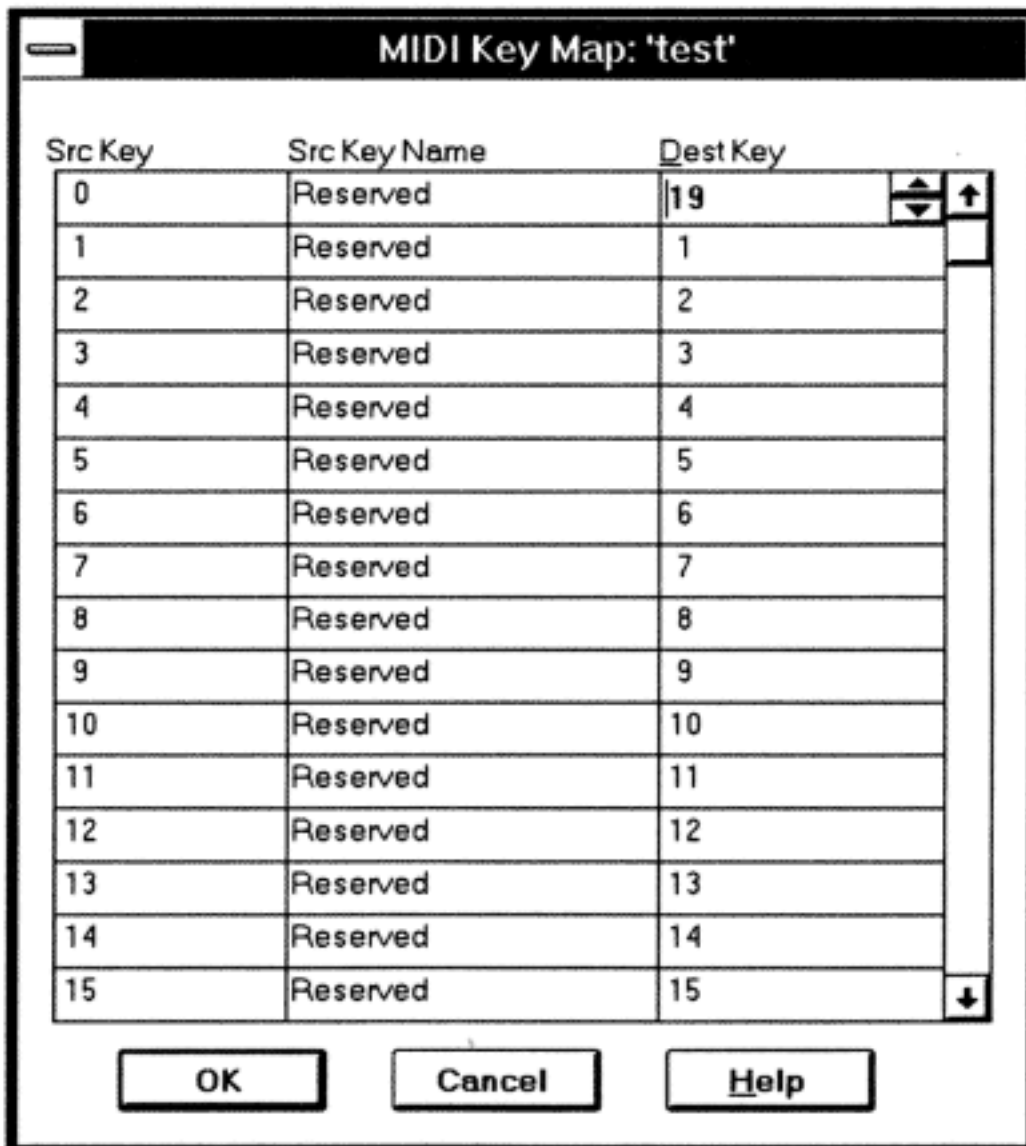 MIDI Key Map: 'test'
Src Key Src Key Name Dest Key
0 Reserved 19
1 Reserved 1
2 Reserved 2
3 Reserved 3
4 Reserved 4
5 Reserved 5
6 Reserved 6
7 Reserved 7
8 Reserved 8
9 Reserved 9
10 Reserved 10
11 Reserved 11
12 Reserved 12
13 Reserved 13
14 Reserved 14
15 Reserved 15
OK Cancel Help